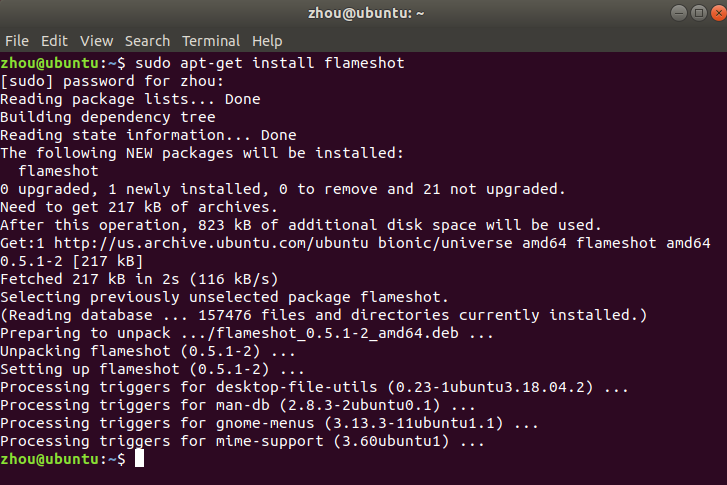 zhou@ubuntu: ~
File Edit View Search Terminal Help
zhou@ubuntu:~$ sudo apt-get install flameshot
[sudo] password for zhou:
Reading package lists... Done
Building dependency tree
Reading state information... Done
The following NEW packages will be installed:
  flameshot
0 upgraded, 1 newly installed, 0 to remove and 21 not upgraded.
Need to get 217 kB of archives.
After this operation, 823 kB of additional disk space will be used.
Get:1 http://us.archive.ubuntu.com/ubuntu bionic/universe amd64 flameshot amd64
0.5.1-2 [217 kB]
Fetched 217 kB in 2s (116 kB/s)
Selecting previously unselected package flameshot.
(Reading database ... 157476 files and directories currently installed.)
Preparing to unpack .../flameshot_0.5.1-2_amd64.deb ...
Unpacking flameshot (0.5.1-2) ...
Setting up flameshot (0.5.1-2) ...
Processing triggers for desktop-file-utils (0.23-1ubuntu3.18.04.2) ...
Processing triggers for man-db (2.8.3-2ubuntu0.1) ...
Processing triggers for gnome-menus (3.13.3-11ubuntu1.1) ...
Processing triggers for mime-support (3.60ubuntu1) ...
zhou@ubuntu:~$